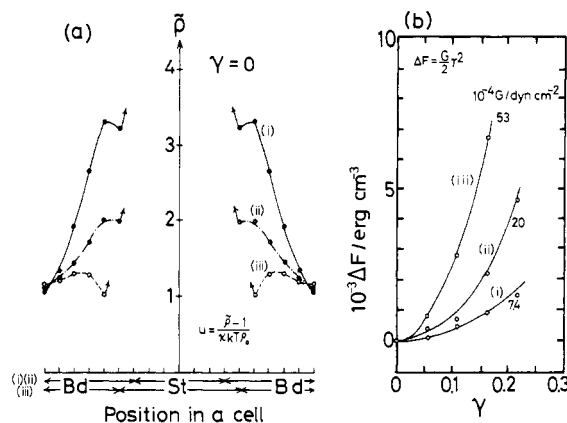 (a)
ρ̃
γ = 0
4
3
2
1
(i)
(ii)
(iii)
u = (ρ̃ − 1) / (κkTρ₀)
(i)(ii)
(iii)
Bd St Bd
Position in a cell
(b)
10
5
0
10⁻³ΔF/erg cm⁻³
ΔF = G/2 γ²
10⁻⁴G/dyn cm⁻²
53
(iii)
20
(ii)
(i)
7.4
0 0.1 0.2 0.3
γ